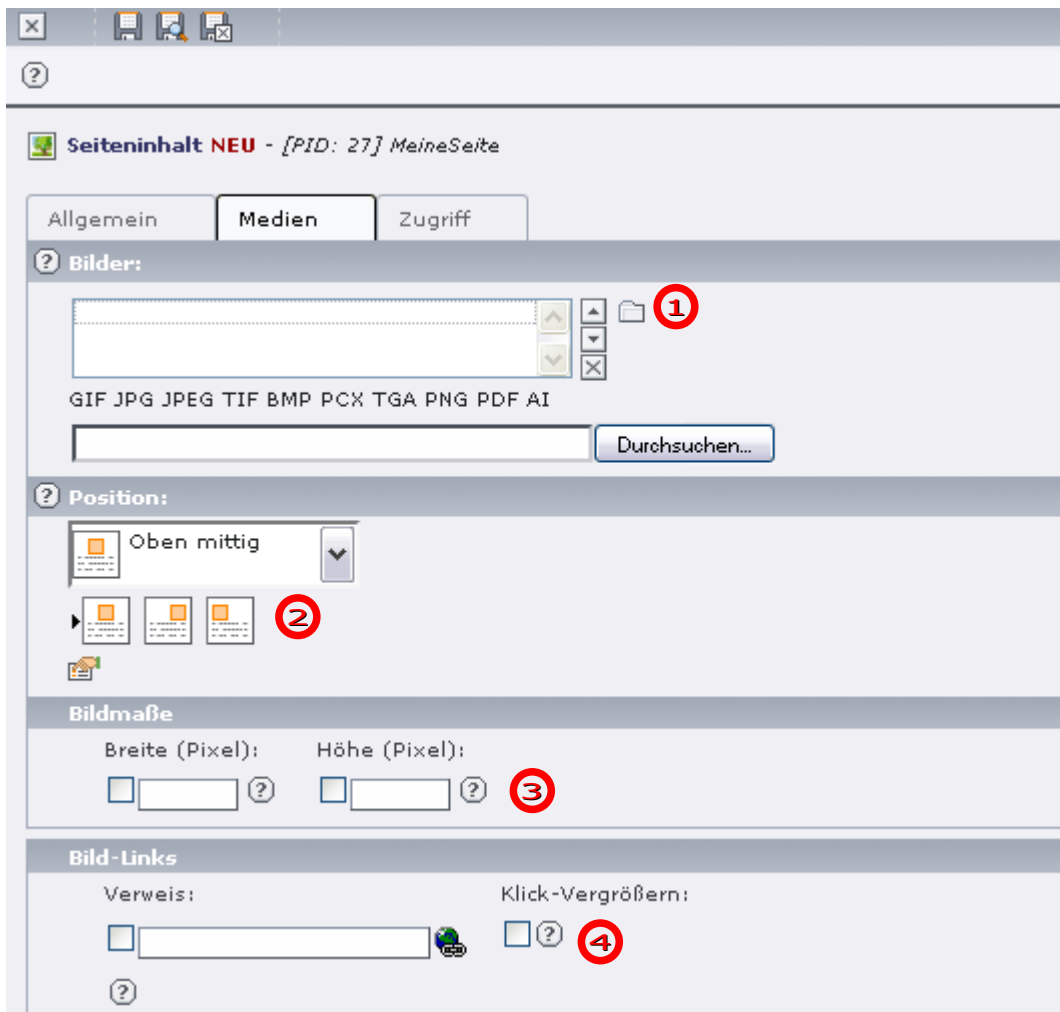 Seiteninhalt NEU - [PID: 27] MeineSeite
Allgemein Medien Zugriff
Bilder:
1
GIF JPG JPEG TIF BMP PCX TGA PNG PDF AI
Durchsuchen...
Position:
Oben mittig
2
Bildmaße
Breite (Pixel): Höhe (Pixel):
3
Bild-Links
Verweis: Klick-Vergrößern:
4